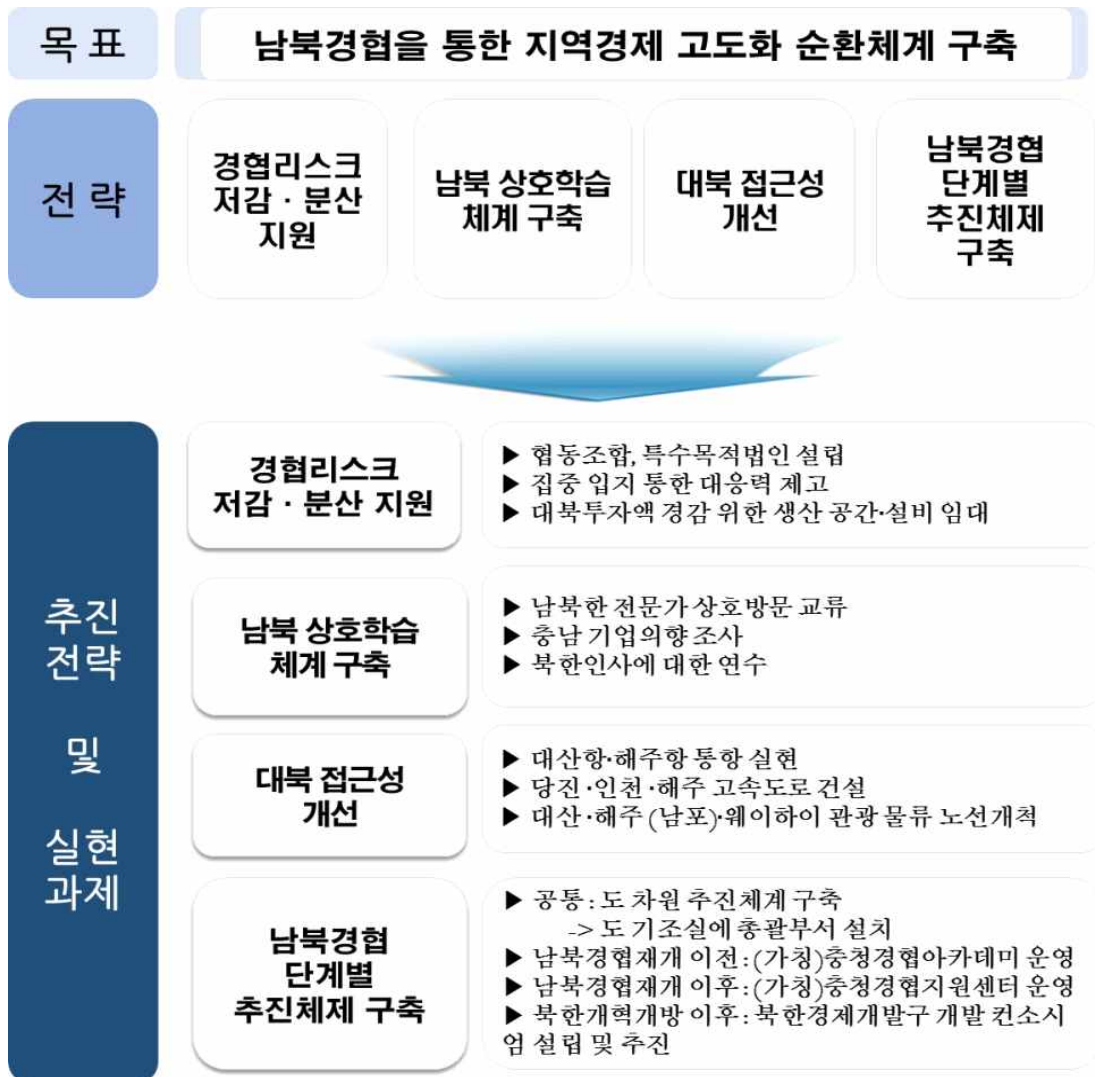 목 표
남북경협을 통한 지역경제 고도화 순환체계 구축
전 략
경협리스크
저감 · 분산
지원
남북 상호학습
체계 구축
대북 접근성
개선
남북경협
단계별
추진체제
구축
추진
전략
및
실현
과제
경협리스크
저감 · 분산 지원
▶ 협동조합, 특수목적법인 설립
▶ 집중 입지 통한 대응력 제고
▶ 대북투자액 경감 위한 생산 공간·설비 임대
남북 상호학습
체계 구축
▶ 남북한 전문가 상호방문 교류
▶ 충남 기업의향 조사
▶ 북한인사에 대한 연수
대북 접근성
개선
▶ 대산항·해주항 통항 실현
▶ 당진·인천·해주 고속도로 건설
▶ 대산·해주 (남포)·웨이하이 관광 물류 노선개척
남북경협
단계별
추진체제 구축
▶ 공통 : 도 차원 추진체계 구축
-> 도 기조실에 총괄부서 설치
▶ 남북경협재개 이전 : (가칭)충청경협아카데미 운영
▶ 남북경협재개 이후 : (가칭)충청경협지원센터 운영
▶ 북한개혁개방 이후 : 북한경제개발구 개발 컨소시
엄 설립 및 추진